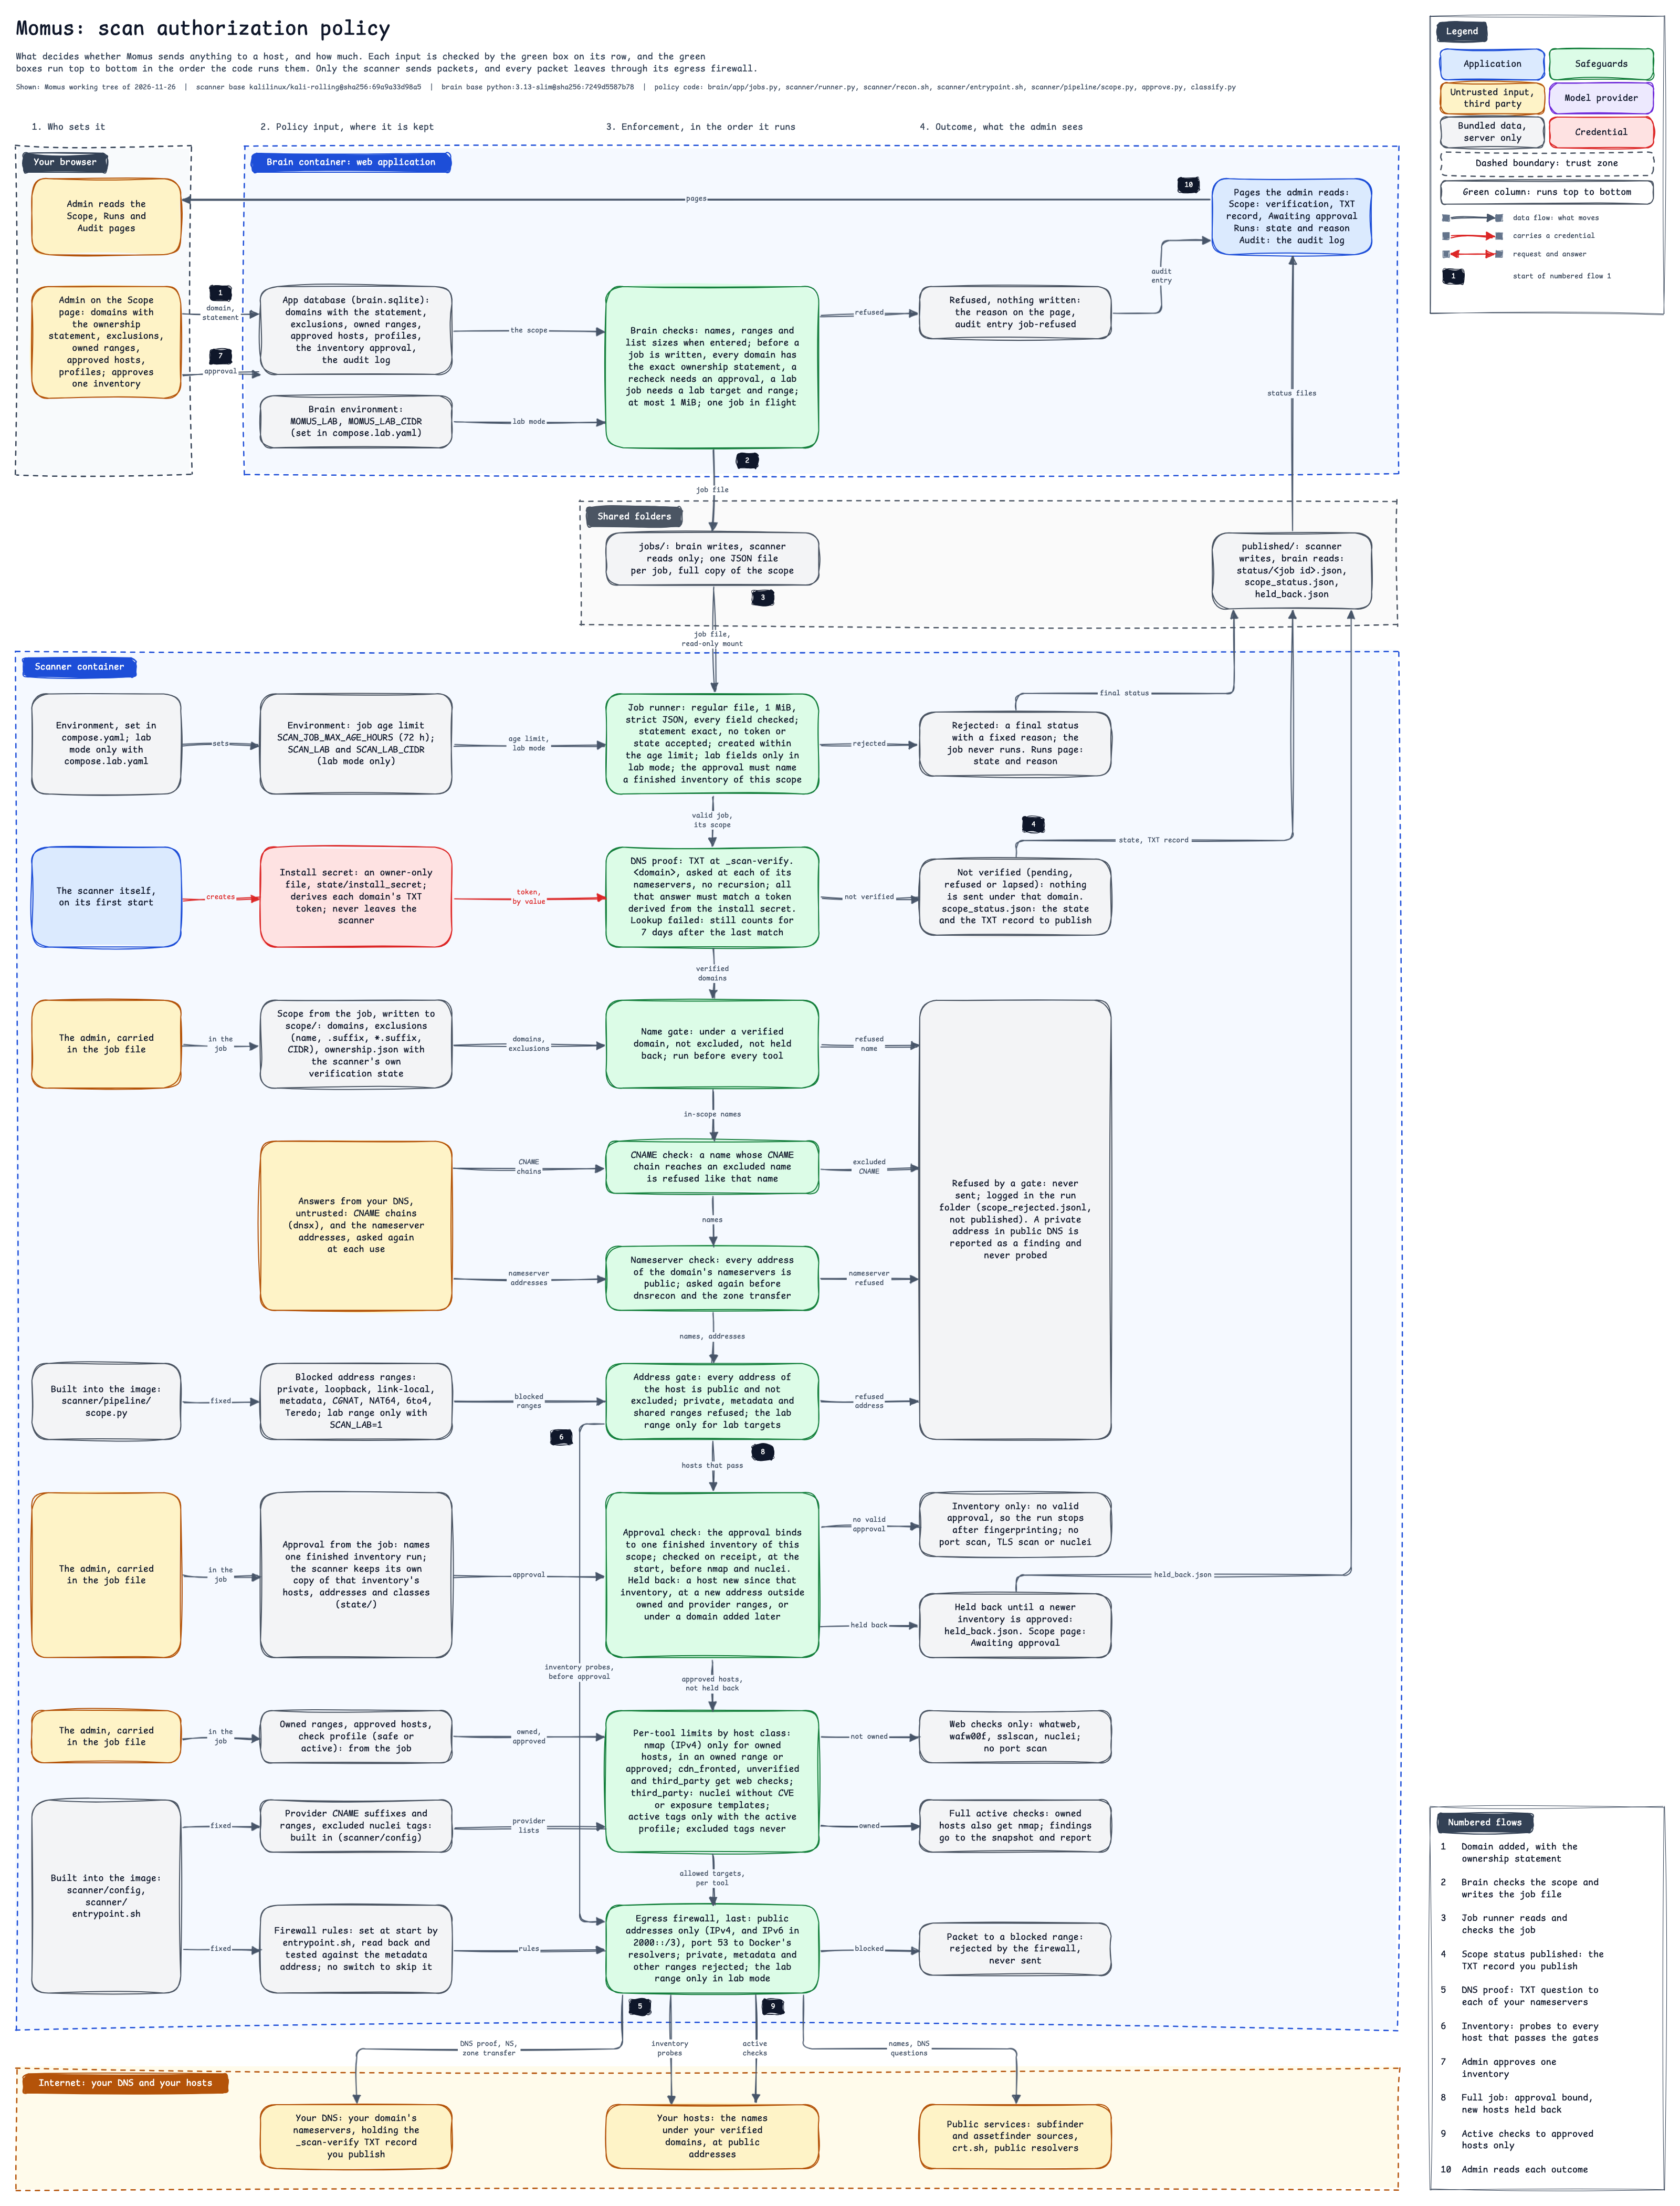 Momus: scan authorization policy
What decides whether Momus sends anything to a host, and how much. Each input is checked by the green box on its row, and the green
boxes run top to bottom in the order the code runs them. Only the scanner sends packets, and every packet leaves through its egress firewall.
Shown: Momus working tree of 2026-11-26 | scanner base kalilinux/kali-rolling@sha256:69a9a33d98a5 | brain base python:3.13-slim@sha256:7249d5587b78 | policy code: brain/app/jobs.py, scanner/runner.py, scanner/recon.sh, scanner/entrypoint.sh, scanner/pipeline/scope.py, approve.py, classify.py
1. Who sets it
2. Policy input, where it is kept
3. Enforcement, in the order it runs
4. Outcome, what the admin sees
Legend
Application
Safeguards
Untrusted input,
third party
Model provider
Bundled data,
server only
Credential
Dashed boundary: trust zone
Green column: runs top to bottom
data flow: what moves
carries a credential
request and answer
1
start of numbered flow 1
Your browser
Admin reads the
Scope, Runs and
Audit pages
Admin on the Scope
page: domains with
the ownership
statement, exclusions,
owned ranges,
approved hosts,
profiles; approves
one inventory
1
domain,
statement
7
approval
Brain container: web application
pages
10
Pages the admin reads:
Scope: verification, TXT
record, Awaiting approval
Runs: state and reason
Audit: the audit log
App database (brain.sqlite):
domains with the statement,
exclusions, owned ranges,
approved hosts, profiles,
the inventory approval,
the audit log
the scope
Brain environment:
MOMUS_LAB, MOMUS_LAB_CIDR
(set in compose.lab.yaml)
lab mode
Brain checks: names, ranges and
list sizes when entered; before a
job is written, every domain has
the exact ownership statement, a
recheck needs an approval, a lab
job needs a lab target and range;
at most 1 MiB; one job in flight
refused
Refused, nothing written:
the reason on the page,
audit entry job-refused
audit
entry
status files
2
job file
Shared folders
jobs/: brain writes, scanner
reads only; one JSON file
per job, full copy of the scope
3
job file,
read-only mount
published/: scanner
writes, brain reads:
status/<job id>.json,
scope_status.json,
held_back.json
Scanner container
Environment, set in
compose.yaml; lab
mode only with
compose.lab.yaml
sets
Environment: job age limit
SCAN_JOB_MAX_AGE_HOURS (72 h);
SCAN_LAB and SCAN_LAB_CIDR
(lab mode only)
age limit,
lab mode
Job runner: regular file, 1 MiB,
strict JSON, every field checked;
statement exact, no token or
state accepted; created within
the age limit; lab fields only in
lab mode; the approval must name
a finished inventory of this scope
rejected
Rejected: a final status
with a fixed reason; the
job never runs. Runs page:
state and reason
final status
valid job,
its scope
The scanner itself,
on its first start
creates
Install secret: an owner-only
file, state/install_secret;
derives each domain's TXT
token; never leaves the
scanner
token,
by value
DNS proof: TXT at _scan-verify.
<domain>, asked at each of its
nameservers, no recursion; all
that answer must match a token
derived from the install secret.
Lookup failed: still counts for
7 days after the last match
not verified
4
state, TXT record
Not verified (pending,
refused or lapsed): nothing
is sent under that domain.
scope_status.json: the state
and the TXT record to publish
verified
domains
The admin, carried
in the job file
in the
job
Scope from the job, written to
scope/: domains, exclusions
(name, .suffix, *.suffix,
CIDR), ownership.json with
the scanner's own
verification state
domains,
exclusions
Name gate: under a verified
domain, not excluded, not held
back; run before every tool
refused
name
in-scope names
Answers from your DNS,
untrusted: CNAME chains
(dnsx), and the nameserver
addresses, asked again
at each use
CNAME
chains
CNAME check: a name whose CNAME
chain reaches an excluded name
is refused like that name
excluded
CNAME
names
nameserver
addresses
Nameserver check: every address
of the domain's nameservers is
public; asked again before
dnsrecon and the zone transfer
nameserver
refused
Refused by a gate: never
sent; logged in the run
folder (scope_rejected.jsonl,
not published). A private
address in public DNS is
reported as a finding and
never probed
names, addresses
Built into the image:
scanner/pipeline/
scope.py
fixed
Blocked address ranges:
private, loopback, link-local,
metadata, CGNAT, NAT64, 6to4,
Teredo; lab range only with
SCAN_LAB=1
blocked
ranges
Address gate: every address of
the host is public and not
excluded; private, metadata and
shared ranges refused; the lab
range only for lab targets
refused
address
6
8
hosts that pass
The admin, carried
in the job file
in the
job
Approval from the job: names
one finished inventory run;
the scanner keeps its own
copy of that inventory's
hosts, addresses and classes
(state/)
approval
Approval check: the approval binds
to one finished inventory of this
scope; checked on receipt, at the
start, before nmap and nuclei.
Held back: a host new since that
inventory, at a new address outside
owned and provider ranges, or
under a domain added later
no valid
approval
Inventory only: no valid
approval, so the run stops
after fingerprinting; no
port scan, TLS scan or nuclei
held_back.json
held back
Held back until a newer
inventory is approved:
held_back.json. Scope page:
Awaiting approval
inventory probes,
before approval
approved hosts,
not held back
The admin, carried
in the job file
in the
job
Owned ranges, approved hosts,
check profile (safe or
active): from the job
owned,
approved
Per-tool limits by host class:
nmap (IPv4) only for owned
hosts, in an owned range or
approved; cdn_fronted, unverified
and third_party get web checks;
third_party: nuclei without CVE
or exposure templates;
active tags only with the active
profile; excluded tags never
not owned
Web checks only: whatweb,
wafw00f, sslscan, nuclei;
no port scan
Built into the image:
scanner/config,
scanner/
entrypoint.sh
fixed
Provider CNAME suffixes and
ranges, excluded nuclei tags:
built in (scanner/config)
provider
lists
owned
Full active checks: owned
hosts also get nmap; findings
go to the snapshot and report
allowed targets,
per tool
fixed
Firewall rules: set at start by
entrypoint.sh, read back and
tested against the metadata
address; no switch to skip it
rules
Egress firewall, last: public
addresses only (IPv4, and IPv6 in
2000::/3), port 53 to Docker's
resolvers; private, metadata and
other ranges rejected; the lab
range only in lab mode
blocked
Packet to a blocked range:
rejected by the firewall,
never sent
5
9
DNS proof, NS,
zone transfer
inventory
probes
active
checks
names, DNS
questions
Internet: your DNS and your hosts
Your DNS: your domain's
nameservers, holding the
_scan-verify TXT record
you publish
Your hosts: the names
under your verified
domains, at public
addresses
Public services: subfinder
and assetfinder sources,
crt.sh, public resolvers
Numbered flows
1 Domain added, with the
ownership statement
2 Brain checks the scope and
writes the job file
3 Job runner reads and
checks the job
4 Scope status published: the
TXT record you publish
5 DNS proof: TXT question to
each of your nameservers
6 Inventory: probes to every
host that passes the gates
7 Admin approves one
inventory
8 Full job: approval bound,
new hosts held back
9 Active checks to approved
hosts only
10 Admin reads each outcome